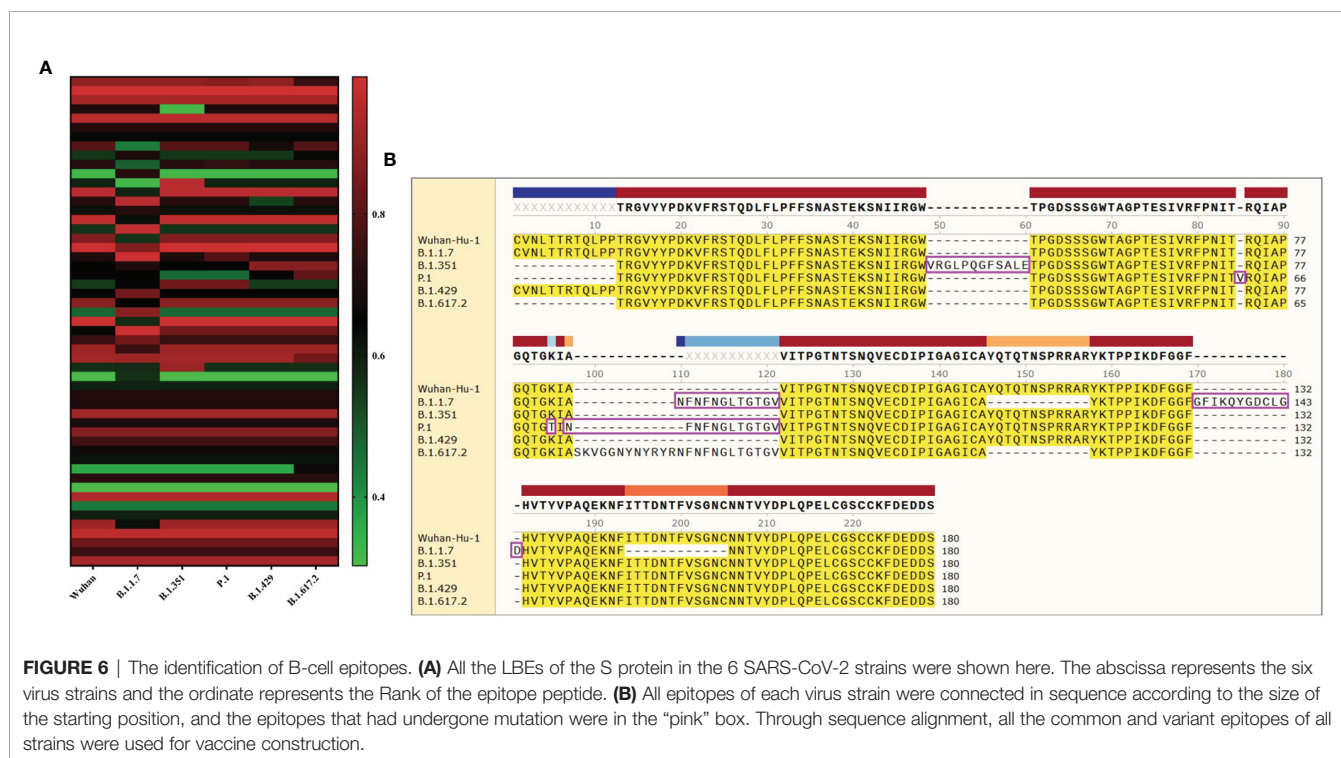 A
0.8
0.6
0.4
Wuhan B.1.1.7 B.1.351 P.1 B.1.429 B.1.617.2
B
XXXXXXXXXXXXTRGVYYPDKVFRSTQDLFLPFFSNASTEKSNIIRGW------------TPGDSSSGWTAGPTESIVRFPNIT-RQIAP
10 20 30 40 50 60 70 80 90
Wuhan-Hu-1 CVNLTTRTQLPPTRGVYYPDKVFRSTQDLFLPFFSNASTEKSNIIRGW------------TPGDSSSGWTAGPTESIVRFPNIT-RQIAP 77
B.1.1.7 CVNLTTRTQLPPTRGVYYPDKVFRSTQDLFLPFFSNASTEKSNIIRGW------------TPGDSSSGWTAGPTESIVRFPNIT-RQIAP 77
B.1.351 ------------TRGVYYPDKVFRSTQDLFLPFFSNASTEKSNIIRGWVRGLPQGFSALETPGDSSSGWTAGPTESIVRFPNIT-RQIAP 77
P.1 ------------TRGVYYPDKVFRSTQDLFLPFFSNASTEKSNIIRGW------------TPGDSSSGWTAGPTESIVRFPNITVRQIAP 66
B.1.429 CVNLTTRTQLPPTRGVYYPDKVFRSTQDLFLPFFSNASTEKSNIIRGW------------TPGDSSSGWTAGPTESIVRFPNIT-RQIAP 77
B.1.617.2 ------------TRGVYYPDKVFRSTQDLFLPFFSNASTEKSNIIRGW------------TPGDSSSGWTAGPTESIVRFPNIT-RQIAP 65
GQTGKIA-------------XXXXXXXXXXXVITPGTNTSNQVECDIPIGAGICAYQTQTNSPRRARYKTPPIKDFGGF-----------
100 110 120 130 140 150 160 170 180
Wuhan-Hu-1 GQTGKIA------------------------VITPGTNTSNQVECDIPIGAGICAYQTQTNSPRRARYKTPPIKDFGGF----------- 132
B.1.1.7 GQTGKIA------------NFNFNGLTGTGVVITPGTNTSNQVECDIPIGAGICA------------YKTPPIKDFGGFGFIKQYGDCLG 143
B.1.351 GQTGKIA------------------------VITPGTNTSNQVECDIPIGAGICAYQTQTNSPRRARYKTPPIKDFGGF----------- 132
P.1 GQTGTIN-------------FNFNGLTGTGVVITPGTNTSNQVECDIPIGAGICAYQTQTNSPRRARYKTPPIKDFGGF----------- 132
B.1.429 GQTGKIA------------------------VITPGTNTSNQVECDIPIGAGICAYQTQTNSPRRARYKTPPIKDFGGF----------- 132
B.1.617.2 GQTGKIASKVGGNYNYRYRNFNFNGLTGTGVVITPGTNTSNQVECDIPIGAGICA------------YKTPPIKDFGGF----------- 132
-HVTYVPAQEKNFITTDNTFVSGNCNNTVYDPLQPELCGSCCKFDEDDS
190 200 210 220
Wuhan-Hu-1 -HVTYVPAQEKNFITTDNTFVSGNCNNTVYDPLQPELCGSCCKFDEDDS 180
B.1.1.7 DHVTYVPAQEKNF------------NNTVYDPLQPELCGSCCKFDEDDS 180
B.1.351 -HVTYVPAQEKNFITTDNTFVSGNCNNTVYDPLQPELCGSCCKFDEDDS 180
P.1 -HVTYVPAQEKNFITTDNTFVSGNCNNTVYDPLQPELCGSCCKFDEDDS 180
B.1.429 -HVTYVPAQEKNFITTDNTFVSGNCNNTVYDPLQPELCGSCCKFDEDDS 180
B.1.617.2 -HVTYVPAQEKNFITTDNTFVSGNCNNTVYDPLQPELCGSCCKFDEDDS 180
FIGURE 6 | The identification of B-cell epitopes. (A) All the LBEs of the S protein in the 6 SARS-CoV-2 strains were shown here. The abscissa represents the six
virus strains and the ordinate represents the Rank of the epitope peptide. (B) All epitopes of each virus strain were connected in sequence according to the size of
the starting position, and the epitopes that had undergone mutation were in the “pink” box. Through sequence alignment, all the common and variant epitopes of all
strains were used for vaccine construction.